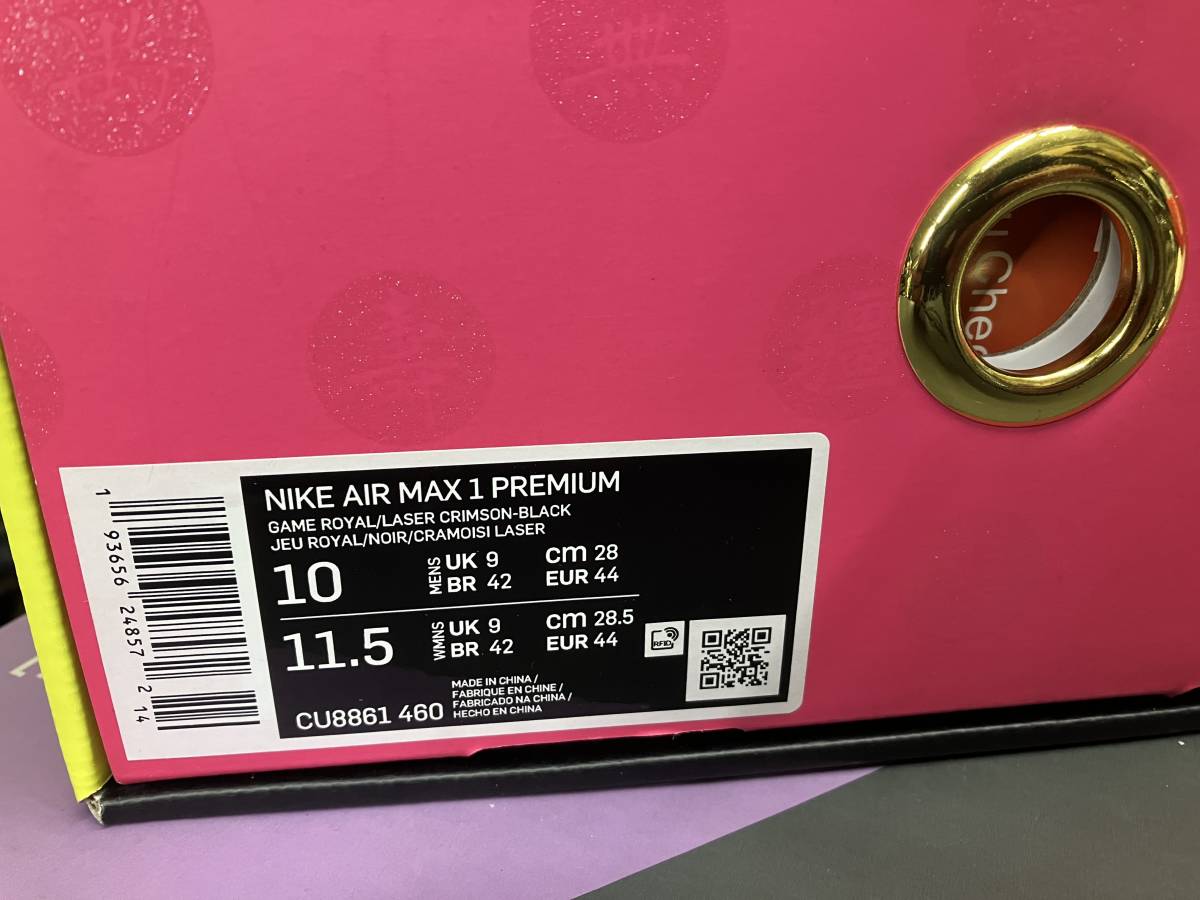 NIKE AIR MAX 1 PREMIUM
GAME ROYAL/LASER CRIMSON-BLACK
JEU ROYAL/NOIR/CRAMOISI LASER
10
MENS
UK 9 cm 28
BR 42 EUR 44
11.5
WMNS
UK 9 cm 28.5
BR 42 EUR 44
RFID
MADE IN CHINA /
FABRIQUE EN CHINE /
FABRICADO NA CHINA /
HECHO EN CHINA
CU8861 460
1 93656 24857 2 14